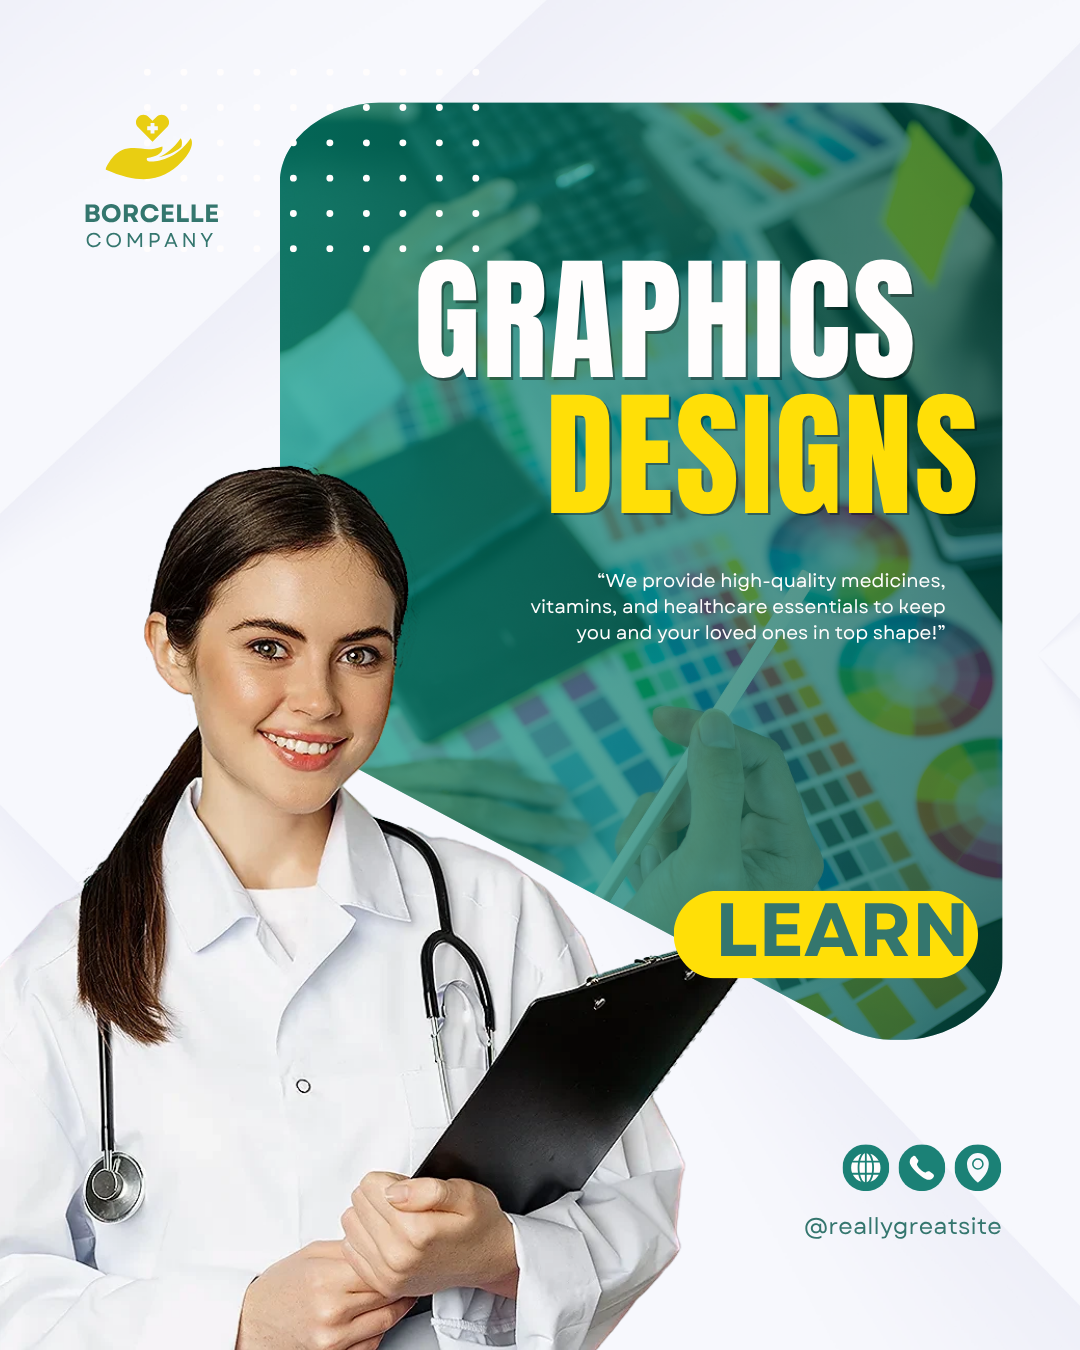 BORCELLE
COMPANY
GRAPHICS
DESIGNS
“We provide high-quality medicines,
vitamins, and healthcare essentials to keep
you and your loved ones in top shape!”
LEARN
@reallygreatsite